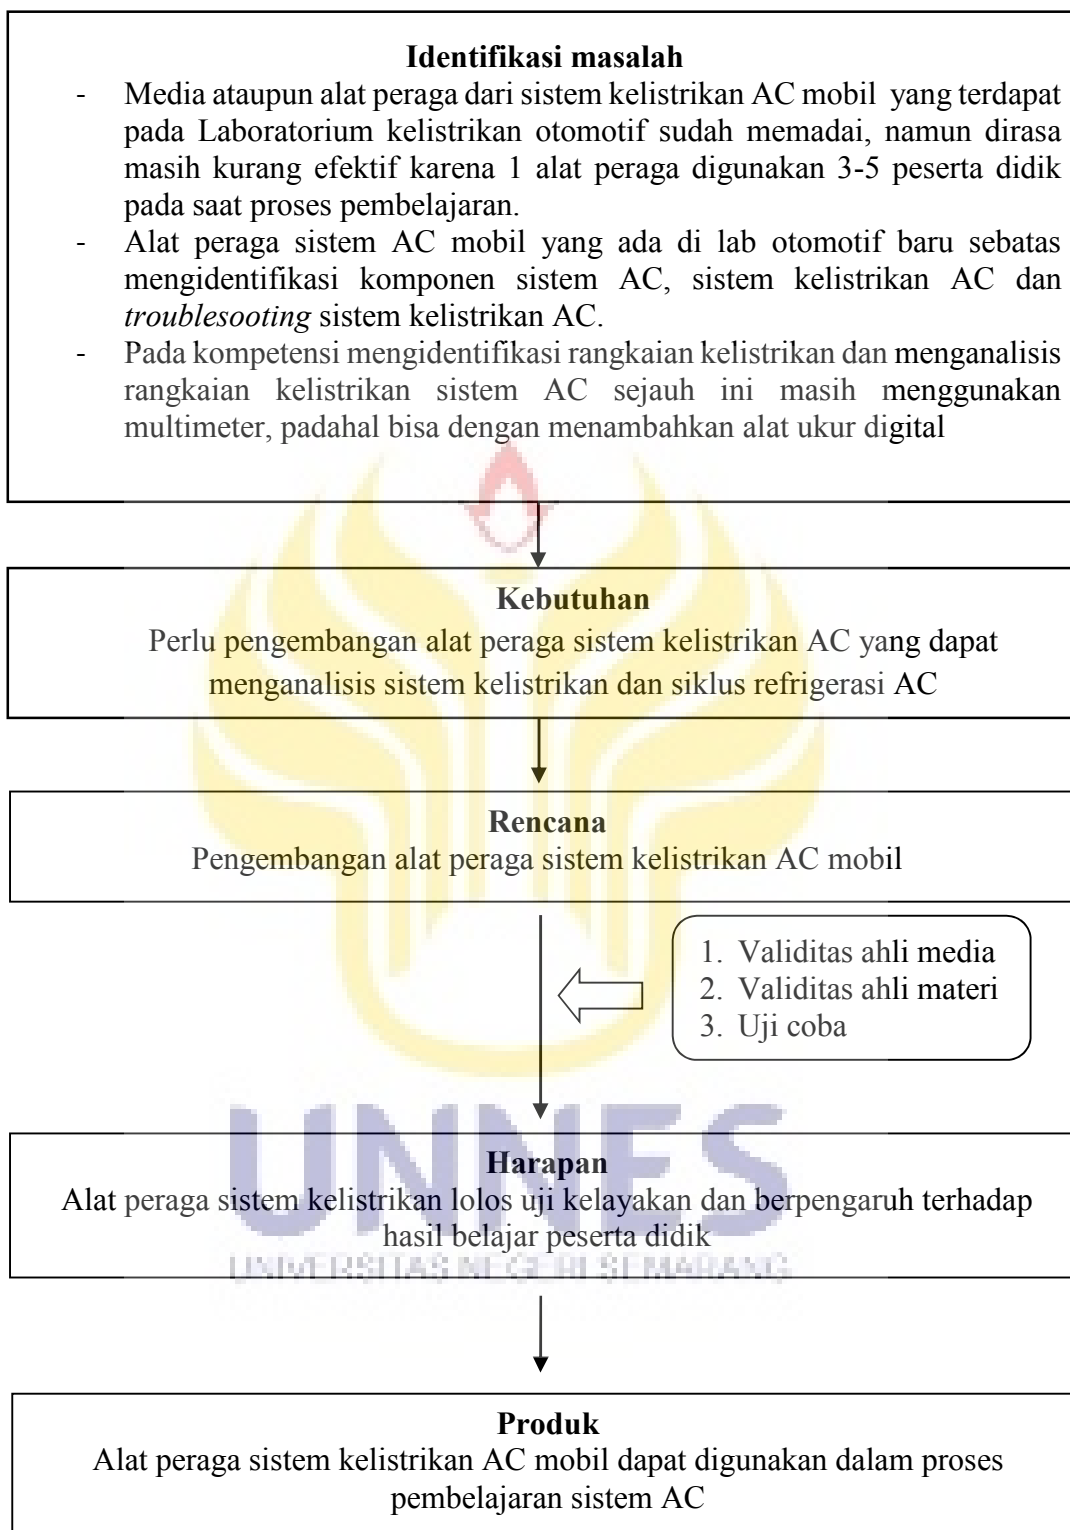 Identifikasi masalah
- Media ataupun alat peraga dari sistem kelistrikan AC mobil yang terdapat
pada Laboratorium kelistrikan otomotif sudah memadai, namun dirasa
masih kurang efektif karena 1 alat peraga digunakan 3-5 peserta didik
pada saat proses pembelajaran.
- Alat peraga sistem AC mobil yang ada di lab otomotif baru sebatas
mengidentifikasi komponen sistem AC, sistem kelistrikan AC dan
troublesooting sistem kelistrikan AC.
- Pada kompetensi mengidentifikasi rangkaian kelistrikan dan menganalisis
rangkaian kelistrikan sistem AC sejauh ini masih menggunakan
multimeter, padahal bisa dengan menambahkan alat ukur digital
Kebutuhan
Perlu pengembangan alat peraga sistem kelistrikan AC yang dapat
menganalisis sistem kelistrikan dan siklus refrigerasi AC
Rencana
Pengembangan alat peraga sistem kelistrikan AC mobil
1. Validitas ahli media
2. Validitas ahli materi
3. Uji coba
UNNES
Harapan
Alat peraga sistem kelistrikan lolos uji kelayakan dan berpengaruh terhadap
hasil belajar peserta didik
UNIVERSITAS NEGERI SEMARANG
Produk
Alat peraga sistem kelistrikan AC mobil dapat digunakan dalam proses
pembelajaran sistem AC